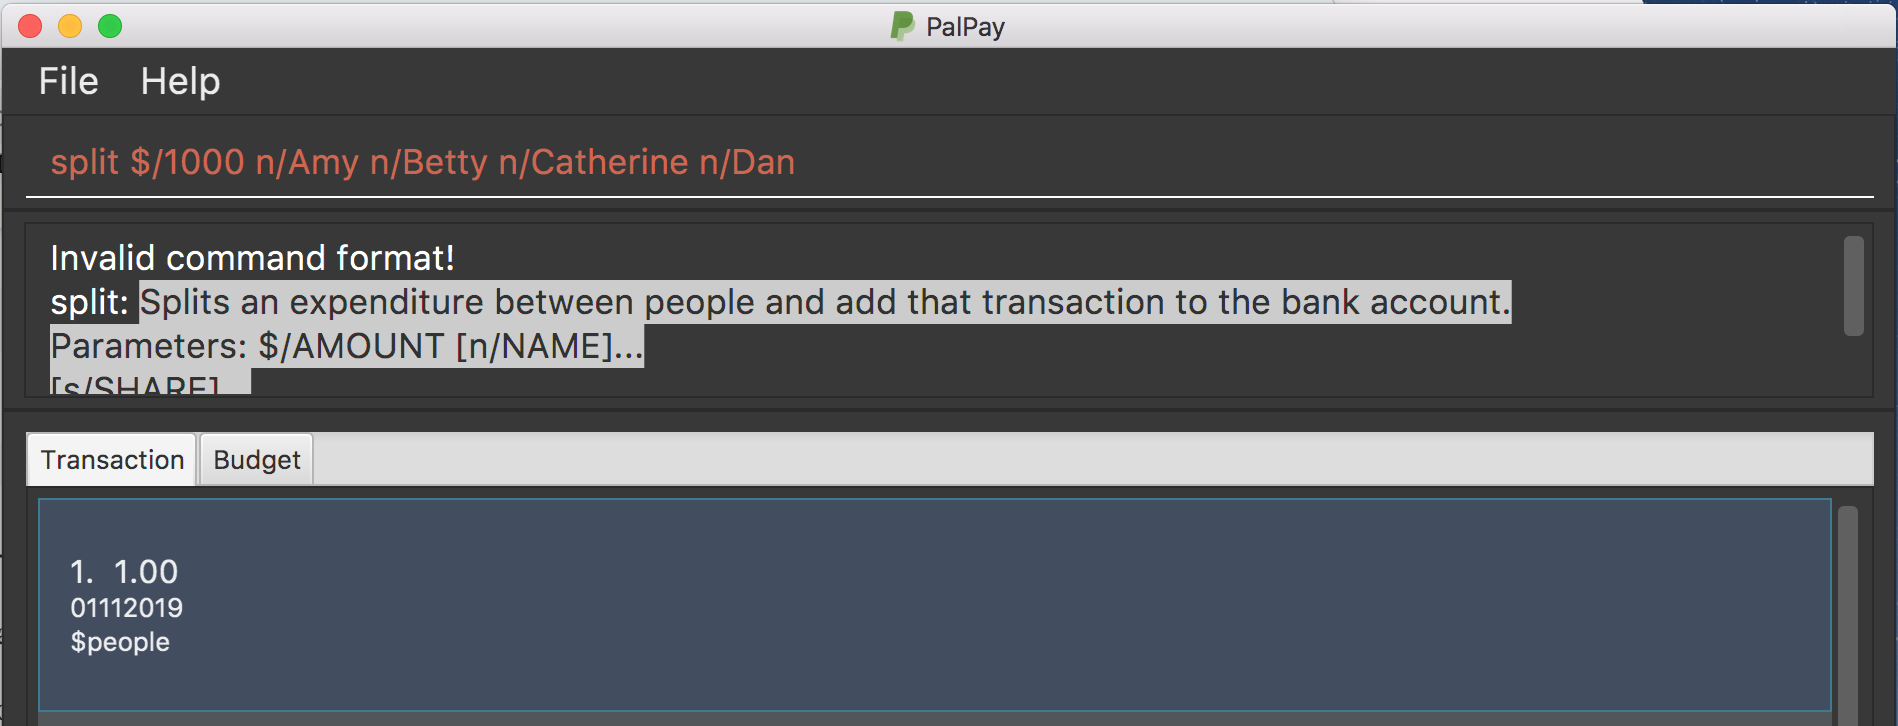 PalPay
File Help
split $/1000 n/Amy n/Betty n/Catherine n/Dan
Invalid command format!
split: Splits an expenditure between people and add that transaction to the bank account.
Parameters: $/AMOUNT [n/NAME]...
[s/SHARE]...
Transaction Budget
1. 1.00
01112019
$people